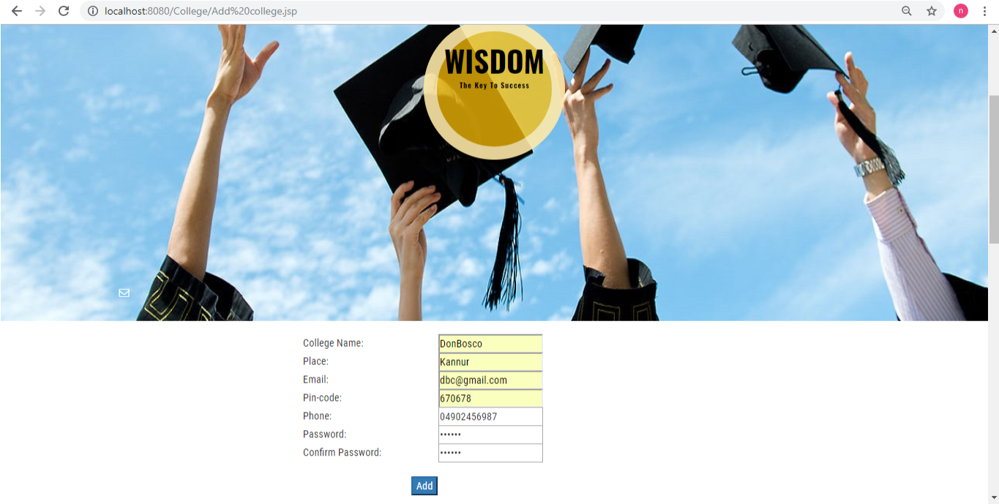 localhost:8080/College/Add%20college.jsp
n
WISDOM
The Key To Success
College Name: DonBosco
Place: Kannur
Email: dbc@gmail.com
Pin-code: 670678
Phone: 04902456987
Password: ••••••
Confirm Password: ••••••
Add